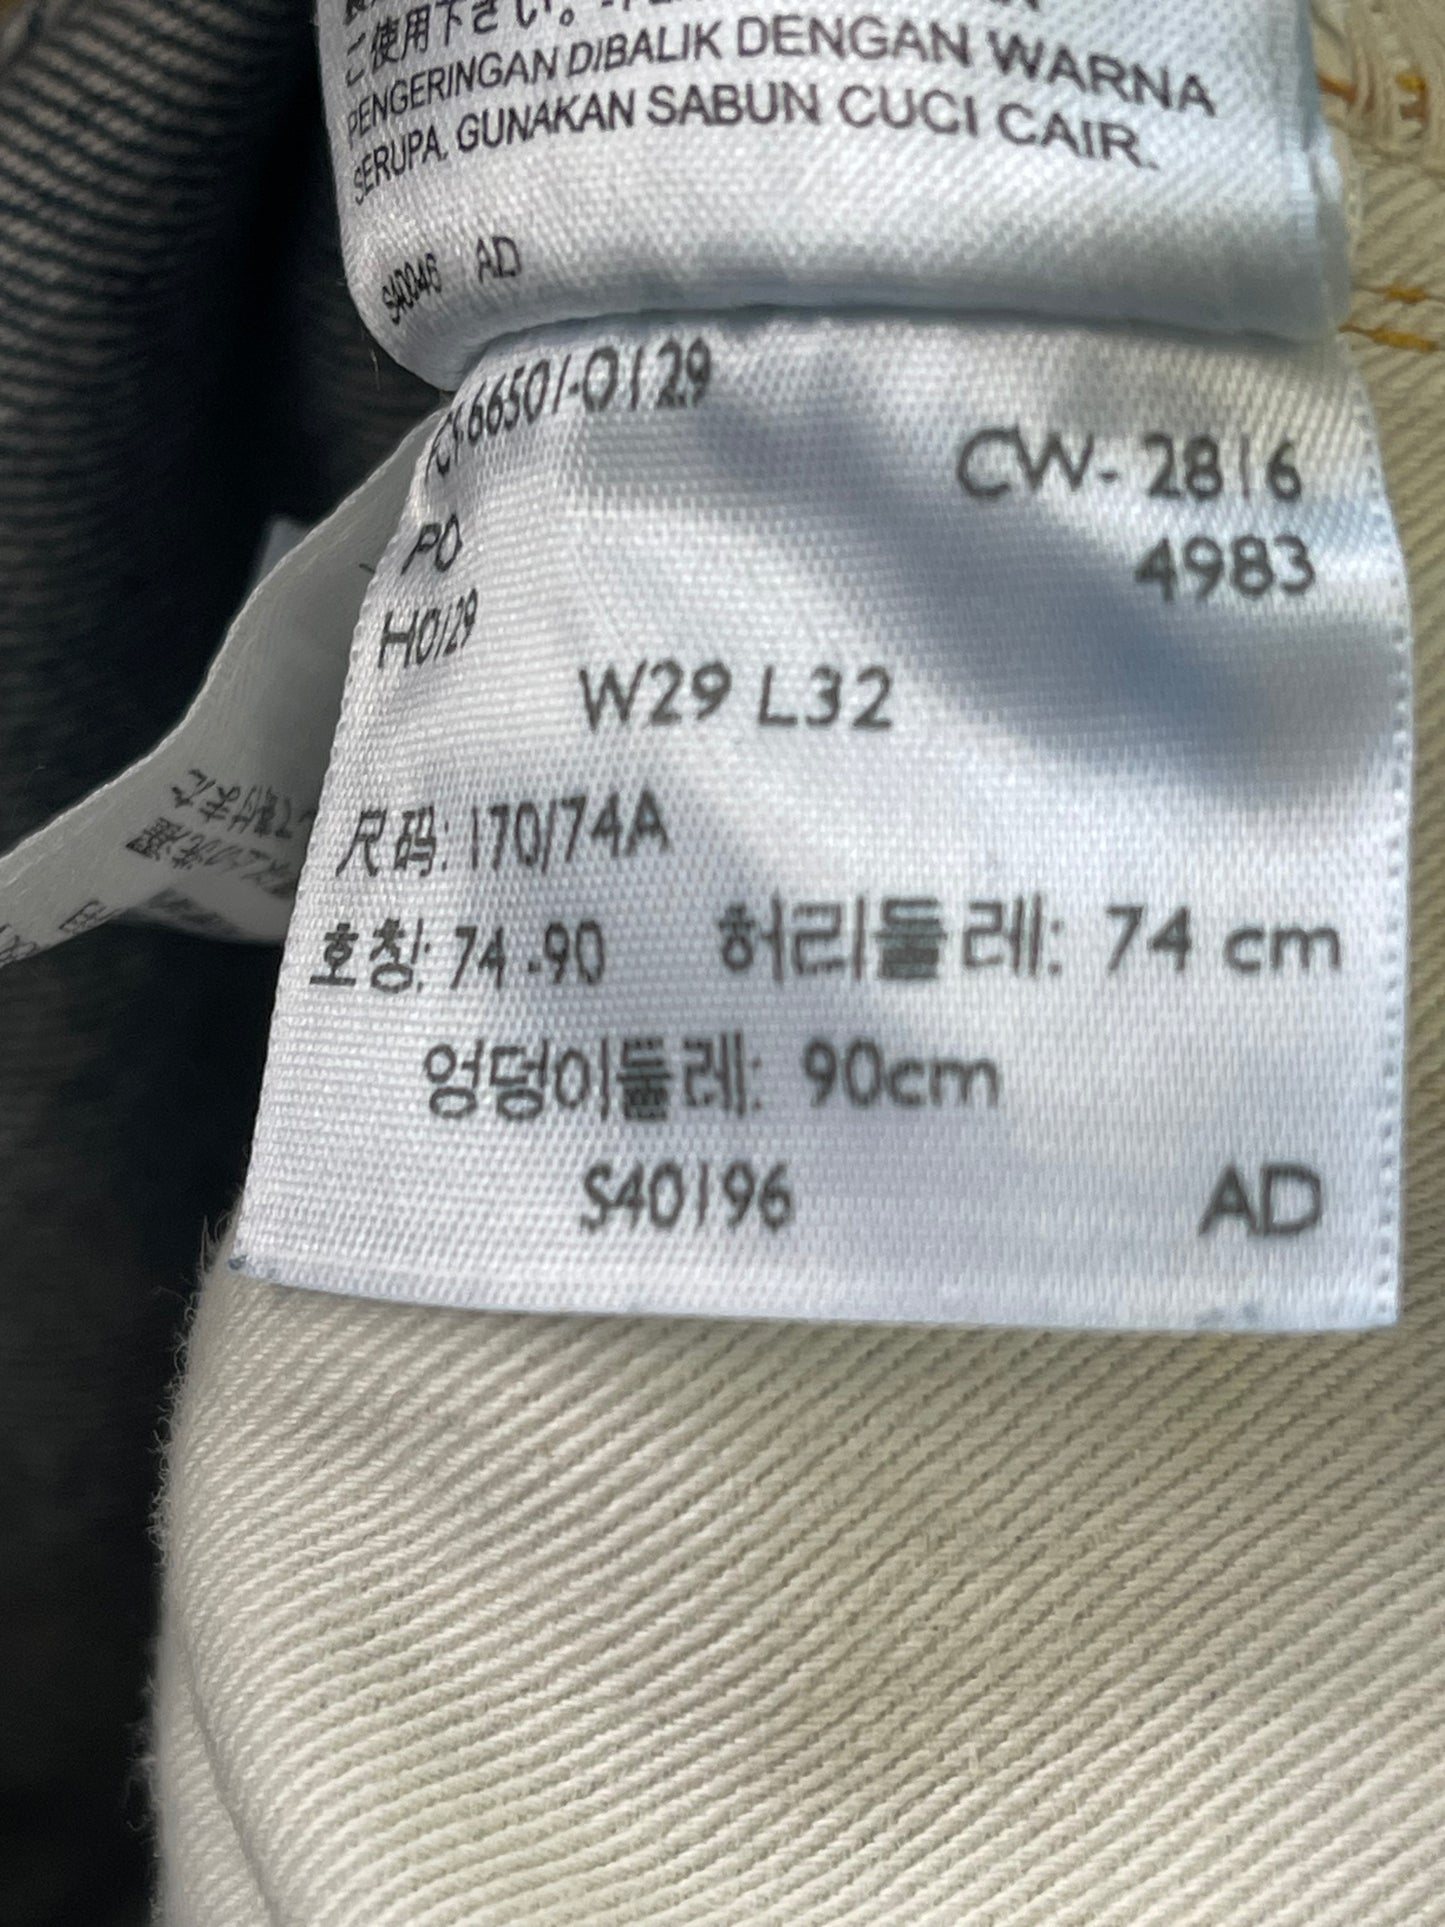 ご使用下さい。
PENGERINGAN DIBALIK DENGAN WARNA
SERUPA, GUNAKAN SABUN CUCI CAIR.
SA0046 AD
66501-0129
CW- 2816
PO
4983
H0129
W29 L32
尺码: 170/74A
호칭: 74 -90 허리둘레: 74 cm
엉덩이둘레: 90cm
S40196 AD